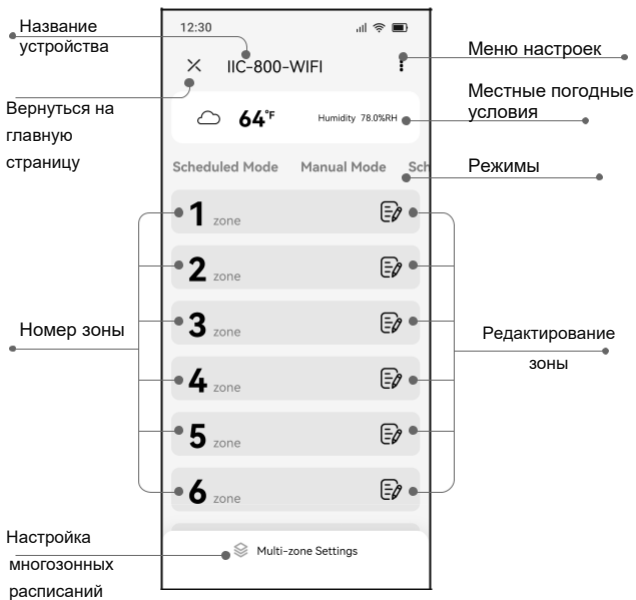 Название
устройства
Вернуться на
главную
страницу
Номер зоны
Настройка
многозонных
расписаний
12:30
IIC-800-WIFI
64°F
Humidity 78.0%RH
Scheduled Mode Manual Mode Sch
1 zone
2 zone
3 zone
4 zone
5 zone
6 zone
Multi-zone Settings
Меню настроек
Местные погодные
условия
Режимы
Редактирование
зоны